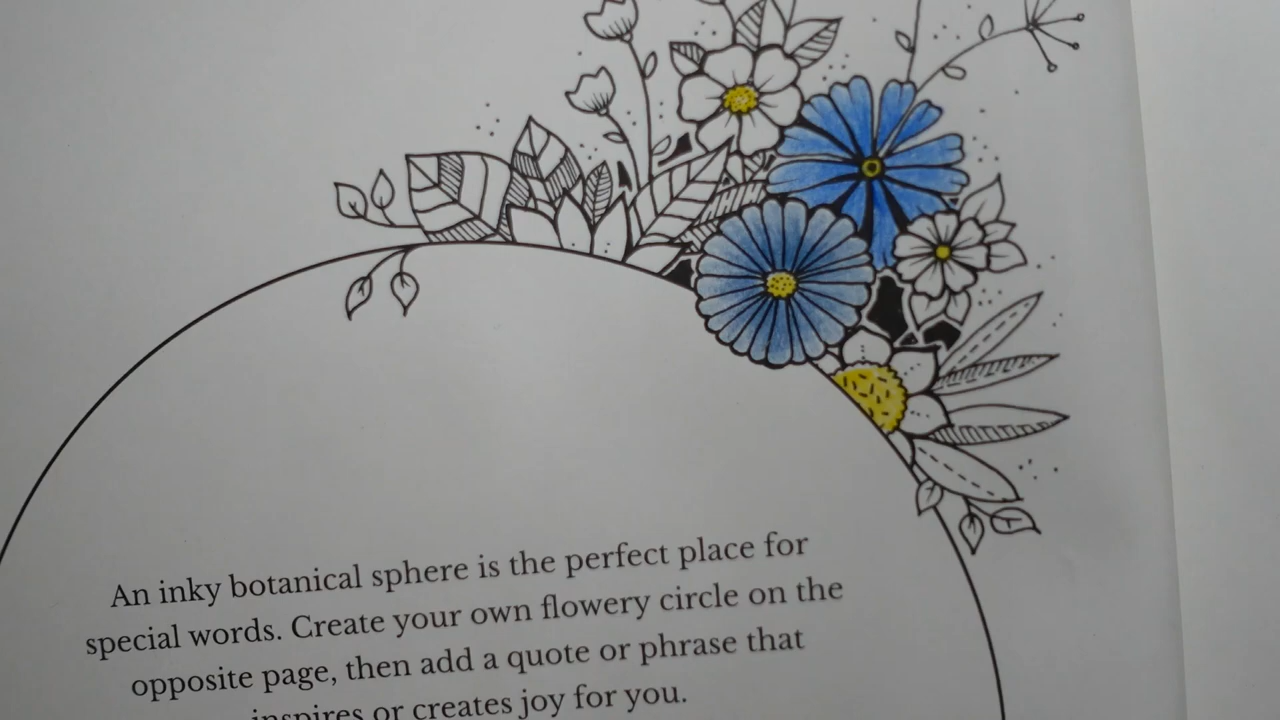 An inky botanical sphere is the perfect place for
special words. Create your own flowery circle on the
opposite page, then add a quote or phrase that
inspires or creates joy for you.